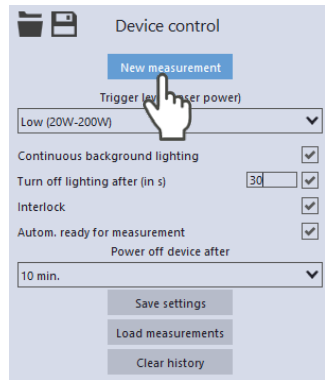 Device control
New measurement
Trigger power)
Low (20W-200W)
Continuous background lighting
Turn off lighting after (in s) 30
Interlock
Autom. ready for measurement
Power off device after
10 min.
Save settings
Load measurements
Clear history